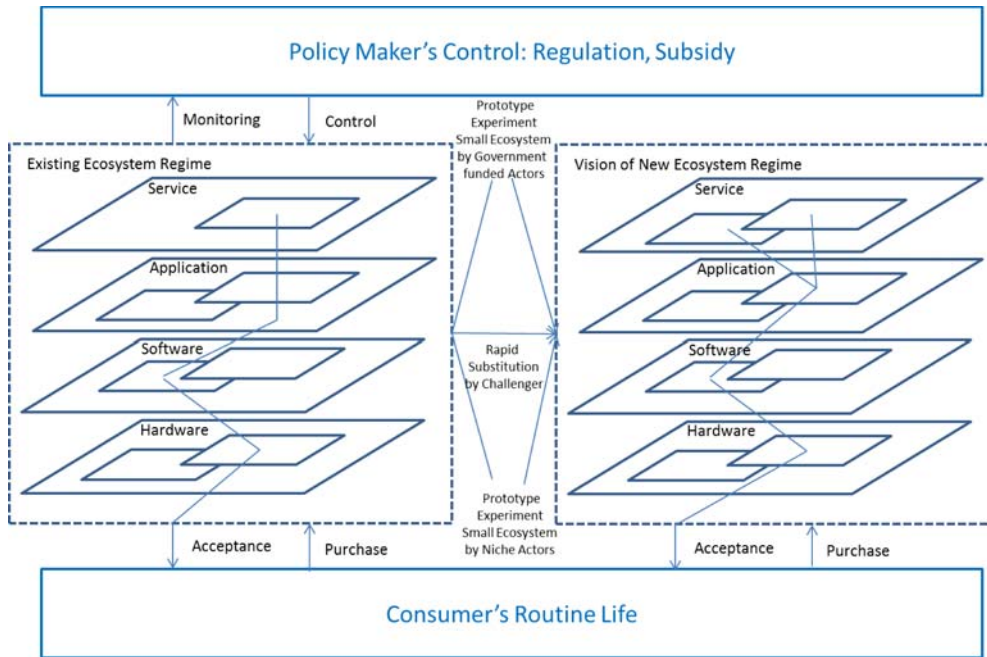 Policy Maker's Control: Regulation, Subsidy
Monitoring
Control
Prototype
Experiment
Small Ecosystem
by Government
funded Actors
Existing Ecosystem Regime
Service
Application
Software
Hardware
Rapid
Substitution
by Challenger
Prototype
Experiment
Small Ecosystem
by Niche Actors
Vision of New Ecosystem Regime
Service
Application
Software
Hardware
Acceptance
Purchase
Acceptance
Purchase
Consumer's Routine Life